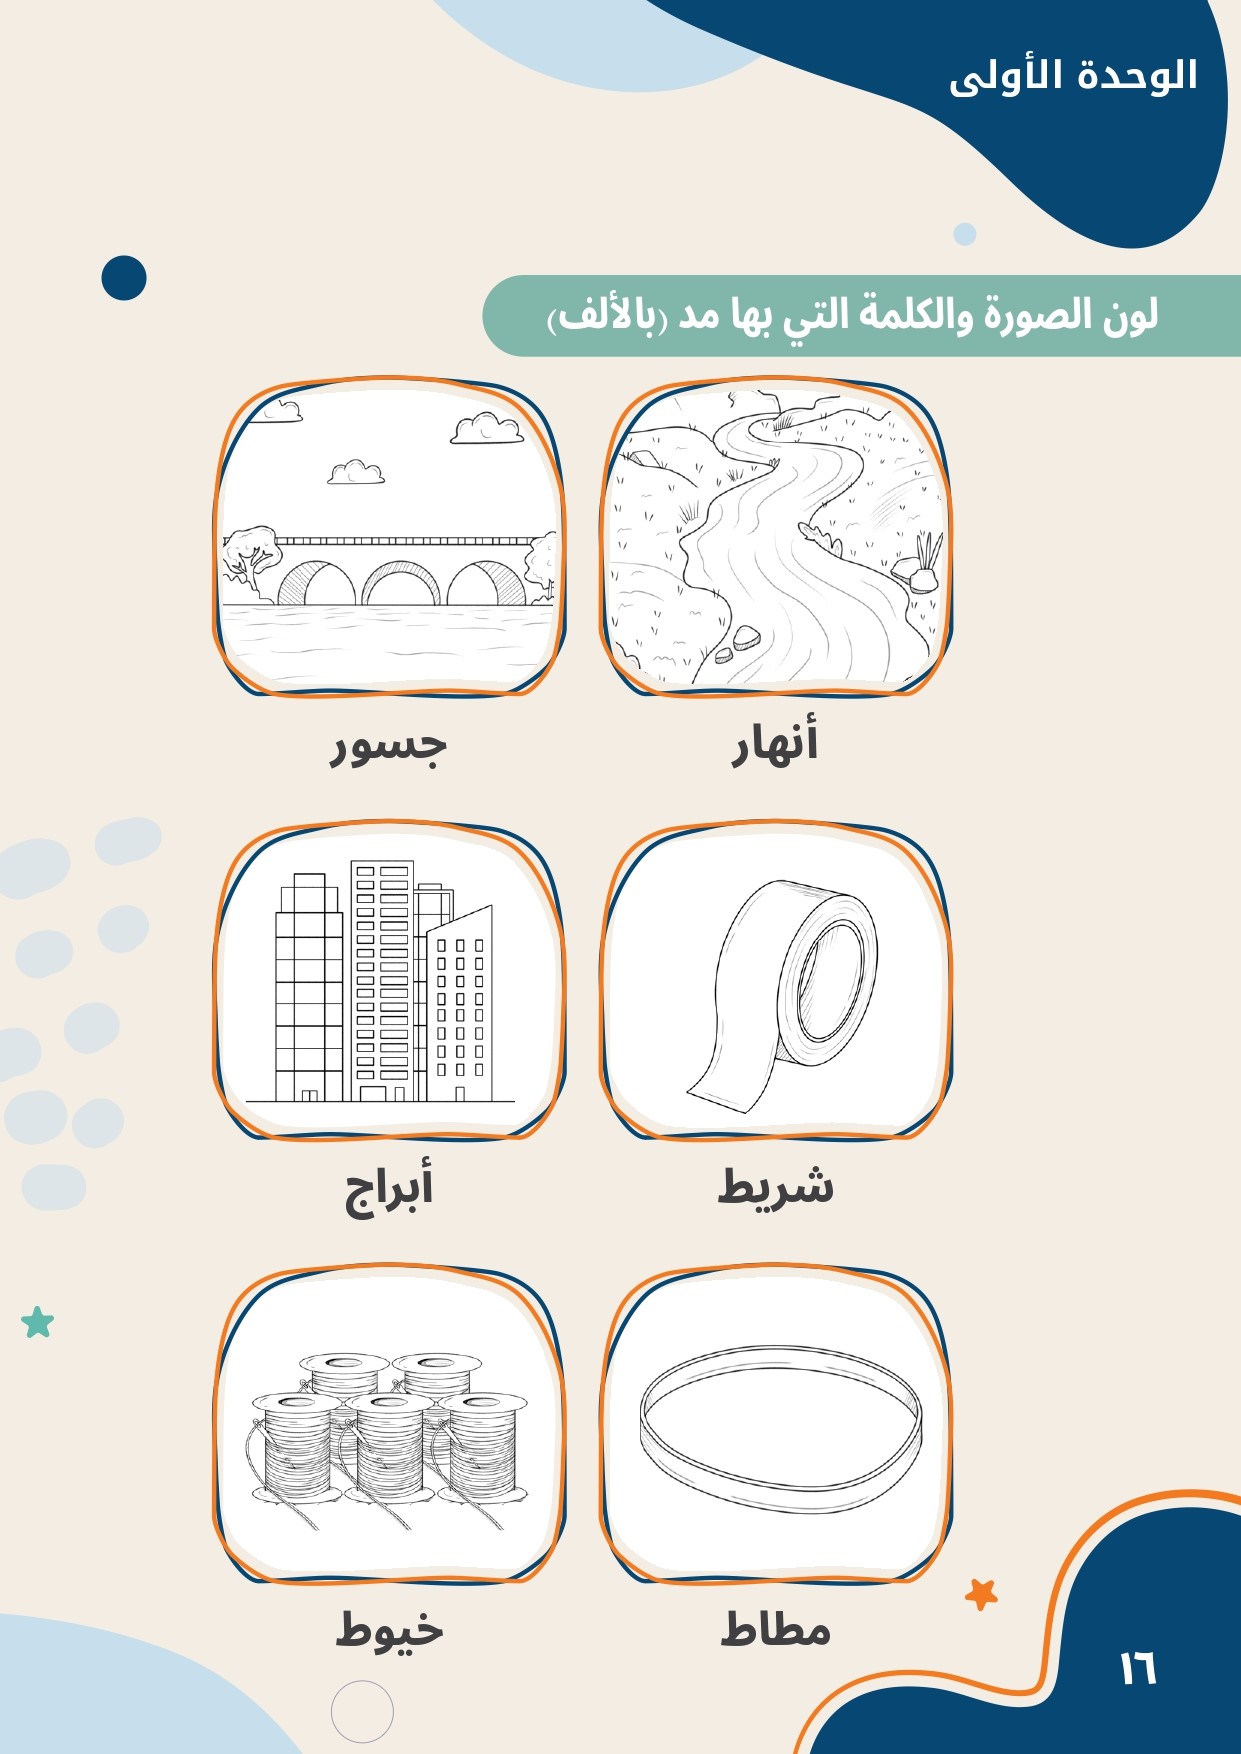 الوحدة الأولى
لون الصورة والكلمة التي بها مد (بالألف)
أنهار
جسور
شريط
أبراج
مطاط
خيوط
١٦